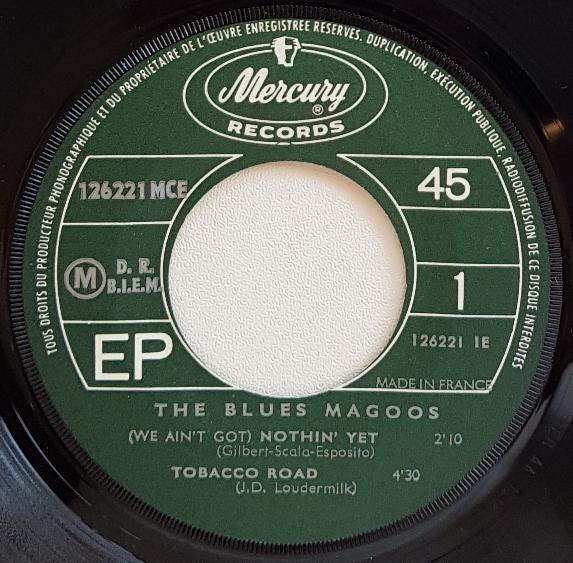 TOUS DROITS DU PRODUCTEUR PHONOGRAPHIQUE ET DU PROPRIÉTAIRE DE L'ŒUVRE ENREGISTRÉE RÉSERVÉS. DUPLICATION, EXÉCUTION PUBLIQUE, RADIODIFFUSION DE CE DISQUE INTERDITES
Mercury ®
RECORDS
126221 MCE
45
M D. R.
B.I.E.M.
1
126221 1E
EP
MADE IN FRANCE
THE BLUES MAGOOS
(WE AIN'T GOT) NOTHIN' YET 2'10
(Gilbert-Scala-Esposito)
TOBACCO ROAD 4'30
(J.D. Loudermilk)